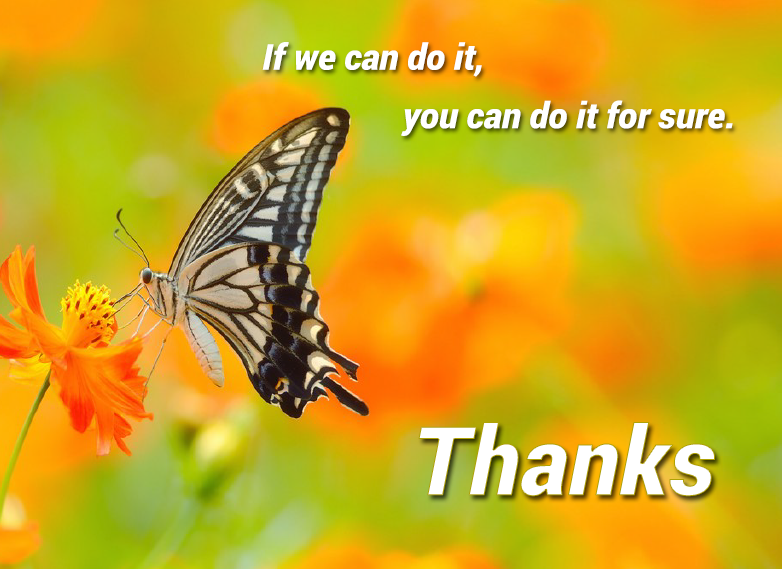 If we can do it,
you can do it for sure.
Thanks